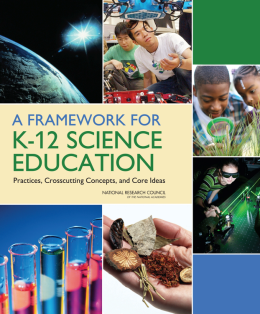 A FRAMEWORK FOR
K-12 SCIENCE
EDUCATION
Practices, Crosscutting Concepts, and Core Ideas
NATIONAL RESEARCH COUNCIL
OF THE NATIONAL ACADEMIES